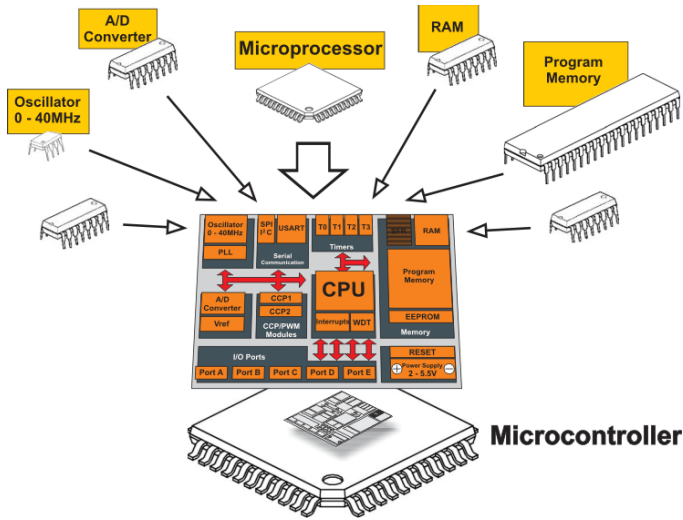 A/D
Converter
Microprocessor
RAM
Program
Memory
Oscillator
0 - 40MHz
Oscillator
0 - 40MHz
PLL
SPI
I²C
USART
Serial
Communication
T0 T1 T2 T3
Timers
RAM
Program
Memory
EEPROM
Memory
A/D
Converter
Vref
CCP1
CCP2
CCP/PWM
Modules
CPU
Interrupts WDT
I/O Ports
Port A Port B Port C Port D Port E
RESET
Power Supply
2 - 5.5V
Microcontroller